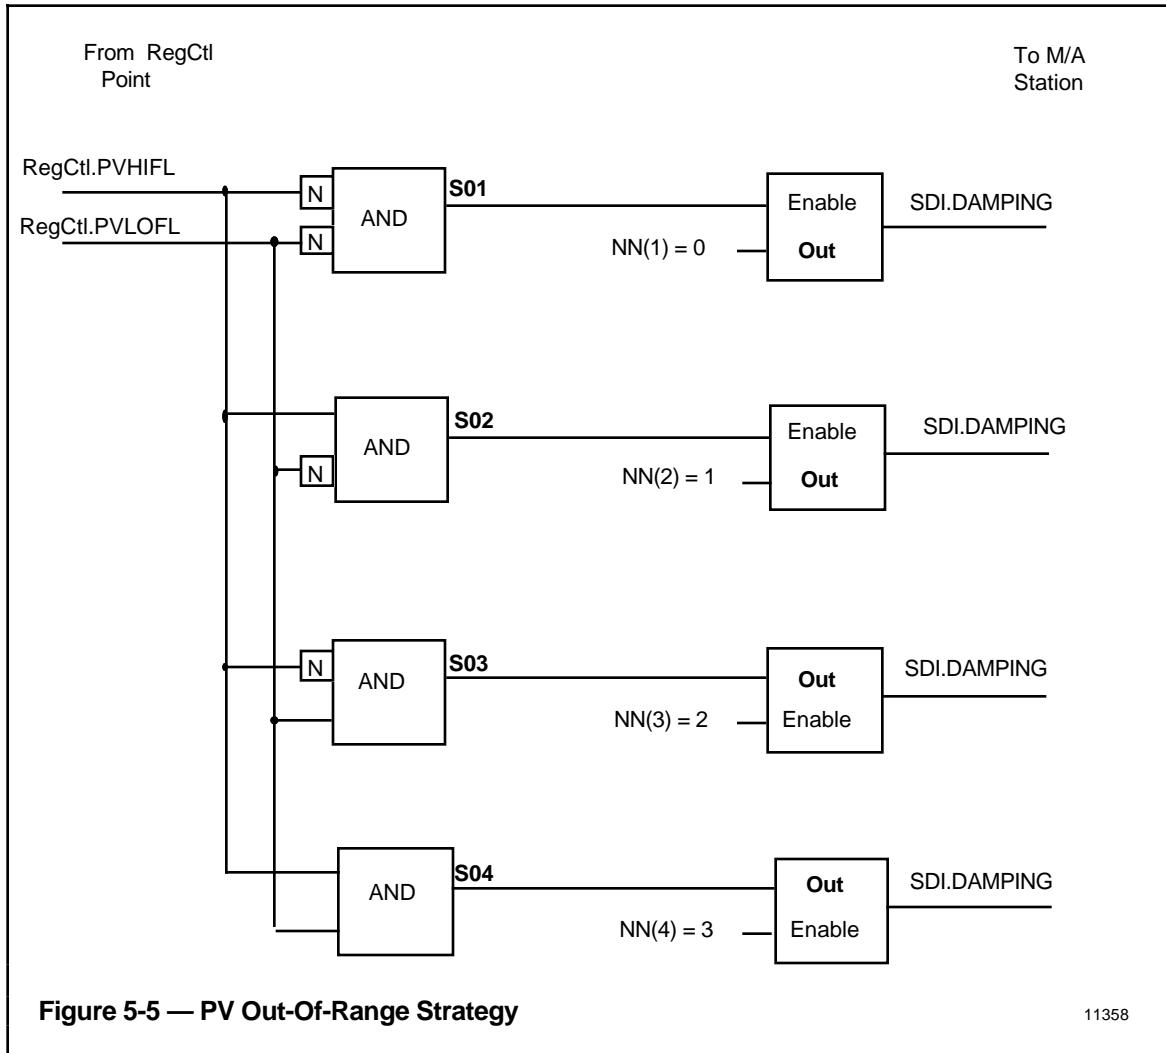 From RegCtl
Point
To M/A
Station
RegCtl.PVHIFL
RegCtl.PVLOFL
N
N
AND
S01
NN(1) = 0
Enable
Out
SDI.DAMPING
N
AND
S02
NN(2) = 1
Enable
Out
SDI.DAMPING
N
AND
S03
NN(3) = 2
Out
Enable
SDI.DAMPING
AND
S04
NN(4) = 3
Out
Enable
SDI.DAMPING
Figure 5-5 — PV Out-Of-Range Strategy
11358